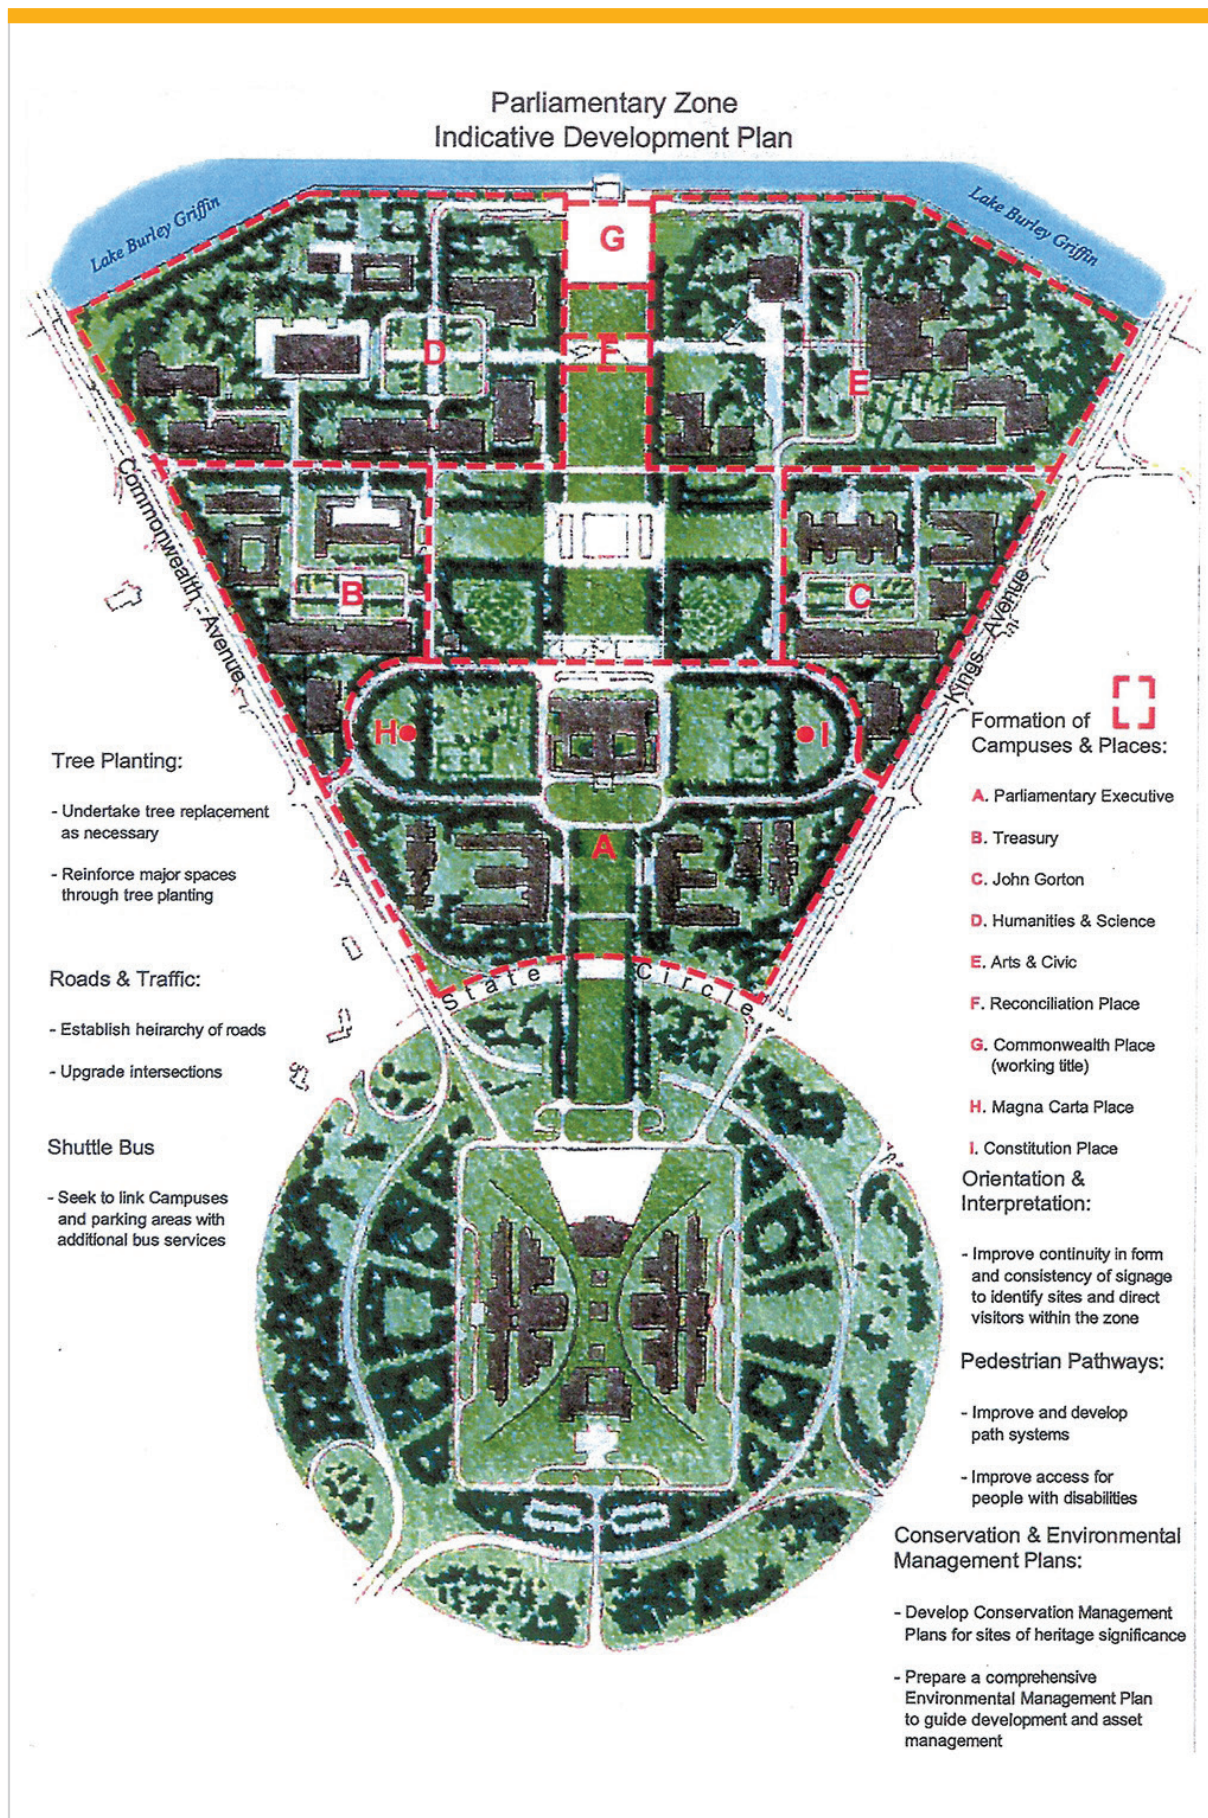 Parliamentary Zone
Indicative Development Plan
Lake Burley Griffin
Lake Burley Griffin
G
D
F
E
Commonwealth - Avenue
B
C
Kings Avenue
H
I
A
State Circle
Tree Planting:
- Undertake tree replacement
as necessary
- Reinforce major spaces
through tree planting
Roads & Traffic:
- Establish heirarchy of roads
- Upgrade intersections
Shuttle Bus
- Seek to link Campuses
and parking areas with
additional bus services
Formation of
Campuses & Places:
A. Parliamentary Executive
B. Treasury
C. John Gorton
D. Humanities & Science
E. Arts & Civic
F. Reconciliation Place
G. Commonwealth Place
(working title)
H. Magna Carta Place
I. Constitution Place
Orientation &
Interpretation:
- Improve continuity in form
and consistency of signage
to identify sites and direct
visitors within the zone
Pedestrian Pathways:
- Improve and develop
path systems
- Improve access for
people with disabilities
Conservation & Environmental
Management Plans:
- Develop Conservation Management
Plans for sites of heritage significance
- Prepare a comprehensive
Environmental Management Plan
to guide development and asset
management